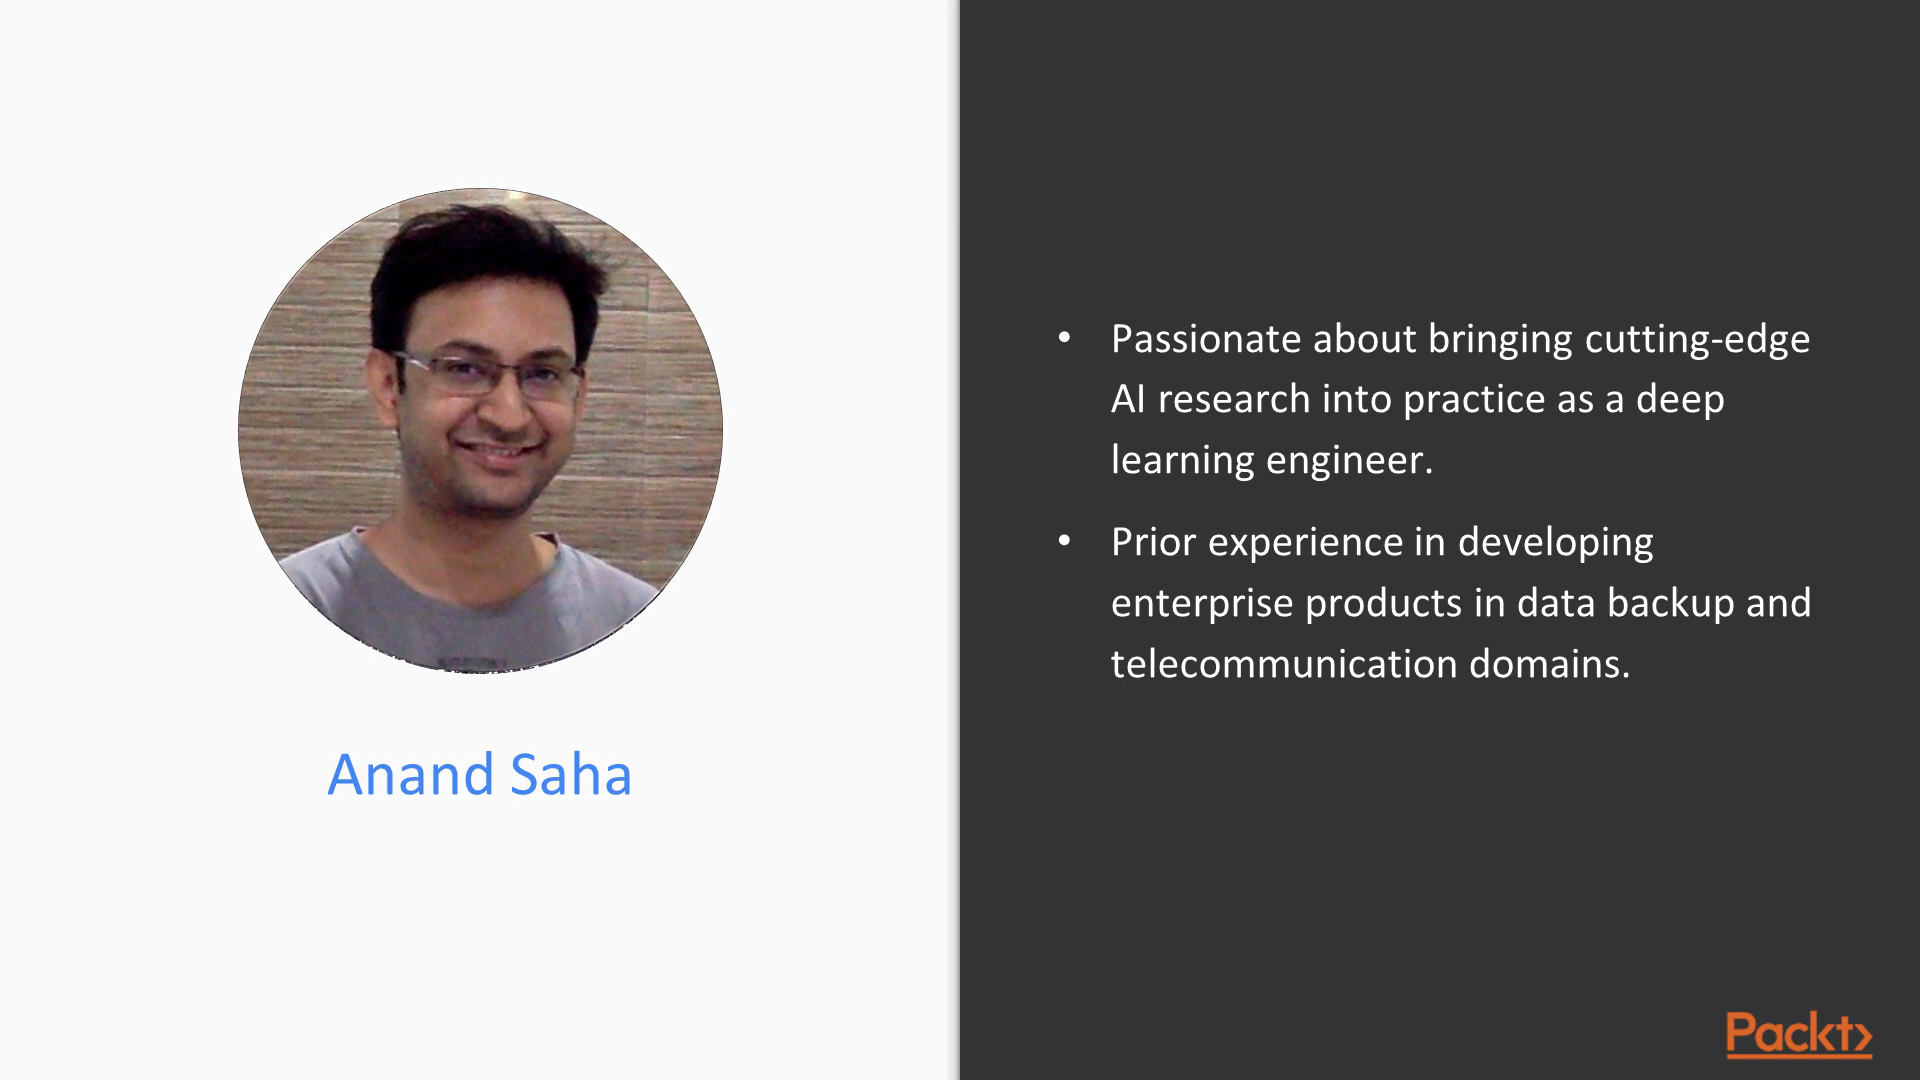 Anand Saha
• Passionate about bringing cutting-edge
AI research into practice as a deep
learning engineer.
• Prior experience in developing
enterprise products in data backup and
telecommunication domains.
Packt>